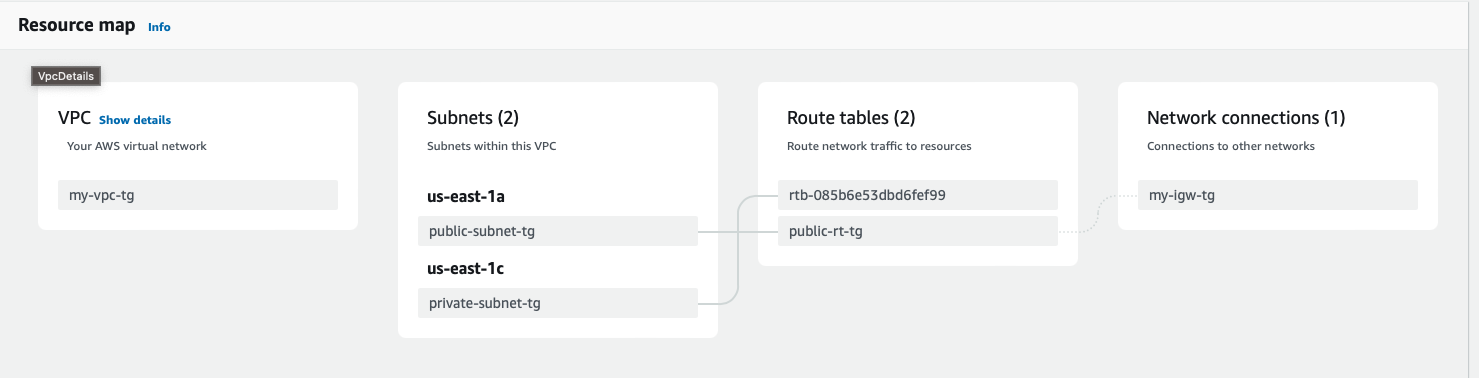 Resource map Info
VpcDetails
VPC Show details
Your AWS virtual network
my-vpc-tg
Subnets (2)
Subnets within this VPC
us-east-1a
public-subnet-tg
us-east-1c
private-subnet-tg
Route tables (2)
Route network traffic to resources
rtb-085b6e53dbd6fef99
public-rt-tg
Network connections (1)
Connections to other networks
my-igw-tg